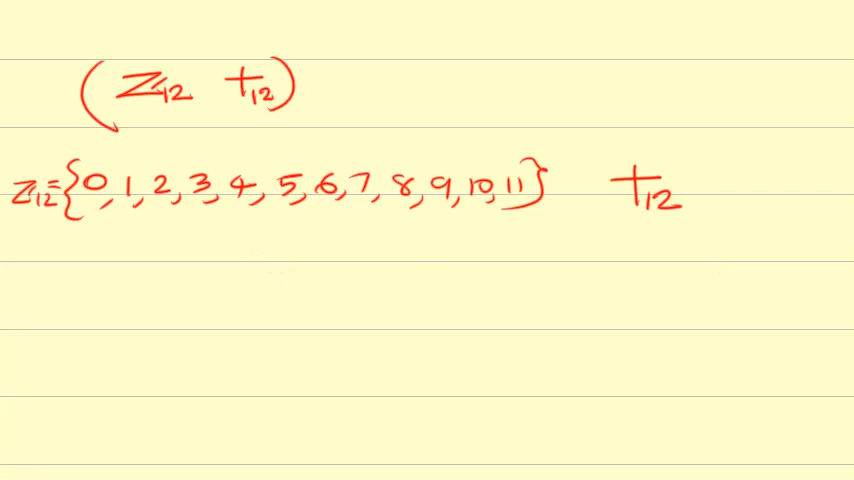 (Z₁₂ +₁₂)
Z₁₂={0,1,2,3,4,5,6,7,8,9,10,11} +₁₂